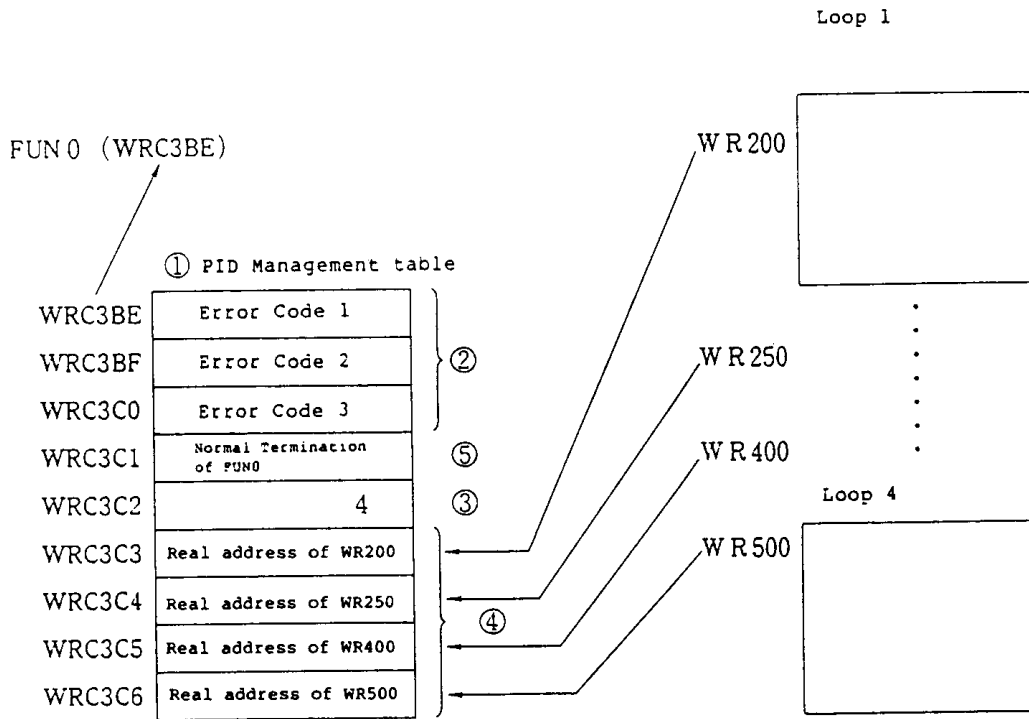 Loop 1
FUN 0 (WRC3BE)
WR200
① PID Management table
WRC3BE Error Code 1
WRC3BF Error Code 2 ②
WR250
WRC3C0 Error Code 3
WRC3C1 Normal Termination
of FUN0 ⑤
WR400
WRC3C2 4 ③
Loop 4
WRC3C3 Real address of WR200
WR500
WRC3C4 Real address of WR250
④
WRC3C5 Real address of WR400
WRC3C6 Real address of WR500